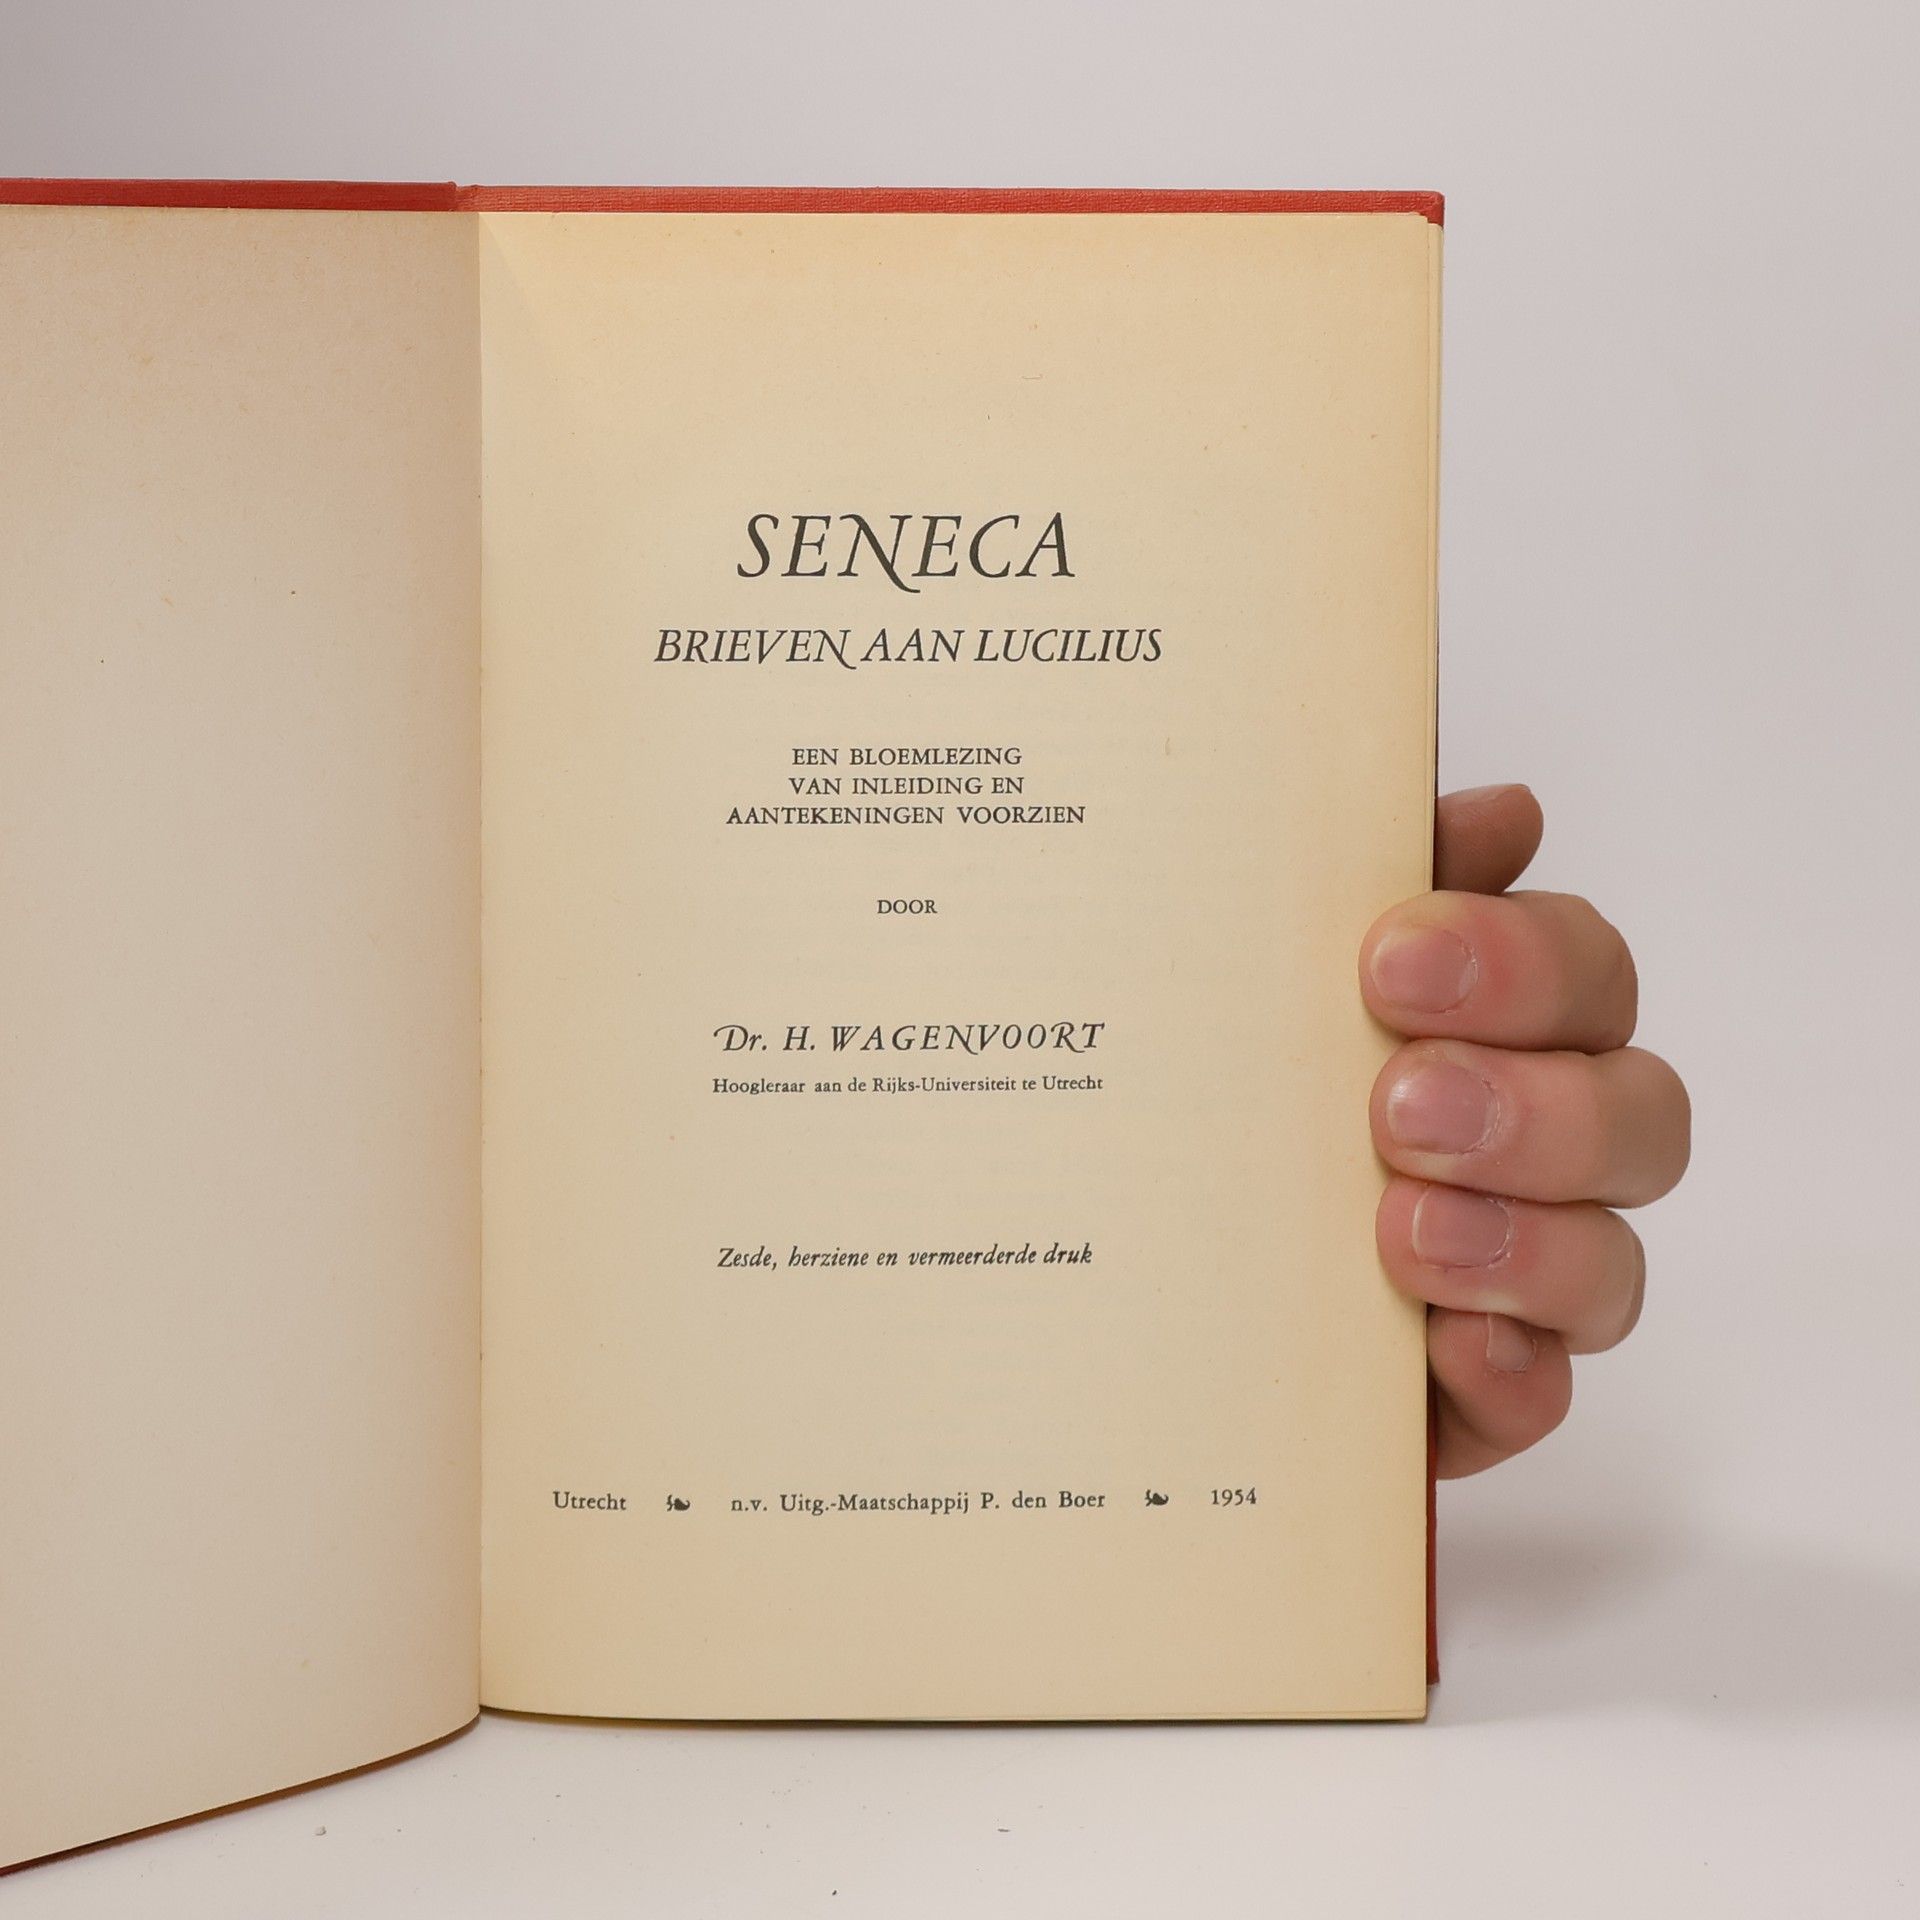 SENECA
BRIEVEN AAN LUCILIUS
EEN BLOEMLEZING
VAN INLEIDING EN
AANTEKENINGEN VOORZIEN
DOOR
Dr. H. WAGENVOORT
Hoogleraar aan de Rijks-Universiteit te Utrecht
Zesde, herziene en vermeerderde druk
Utrecht ❧ n.v. Uitg.-Maatschappij P. den Boer ❧ 1954